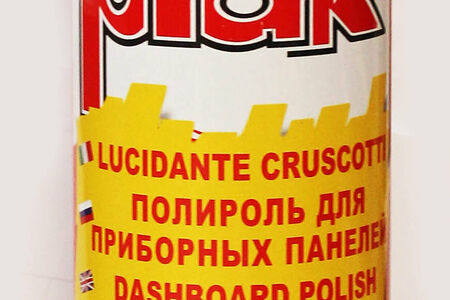 plak
LUCIDANTE CRUSCOTTI
ПОЛИРОЛЬ ДЛЯ
ПРИБОРНЫХ ПАНЕЛЕЙ
DASHBOARD POLISH